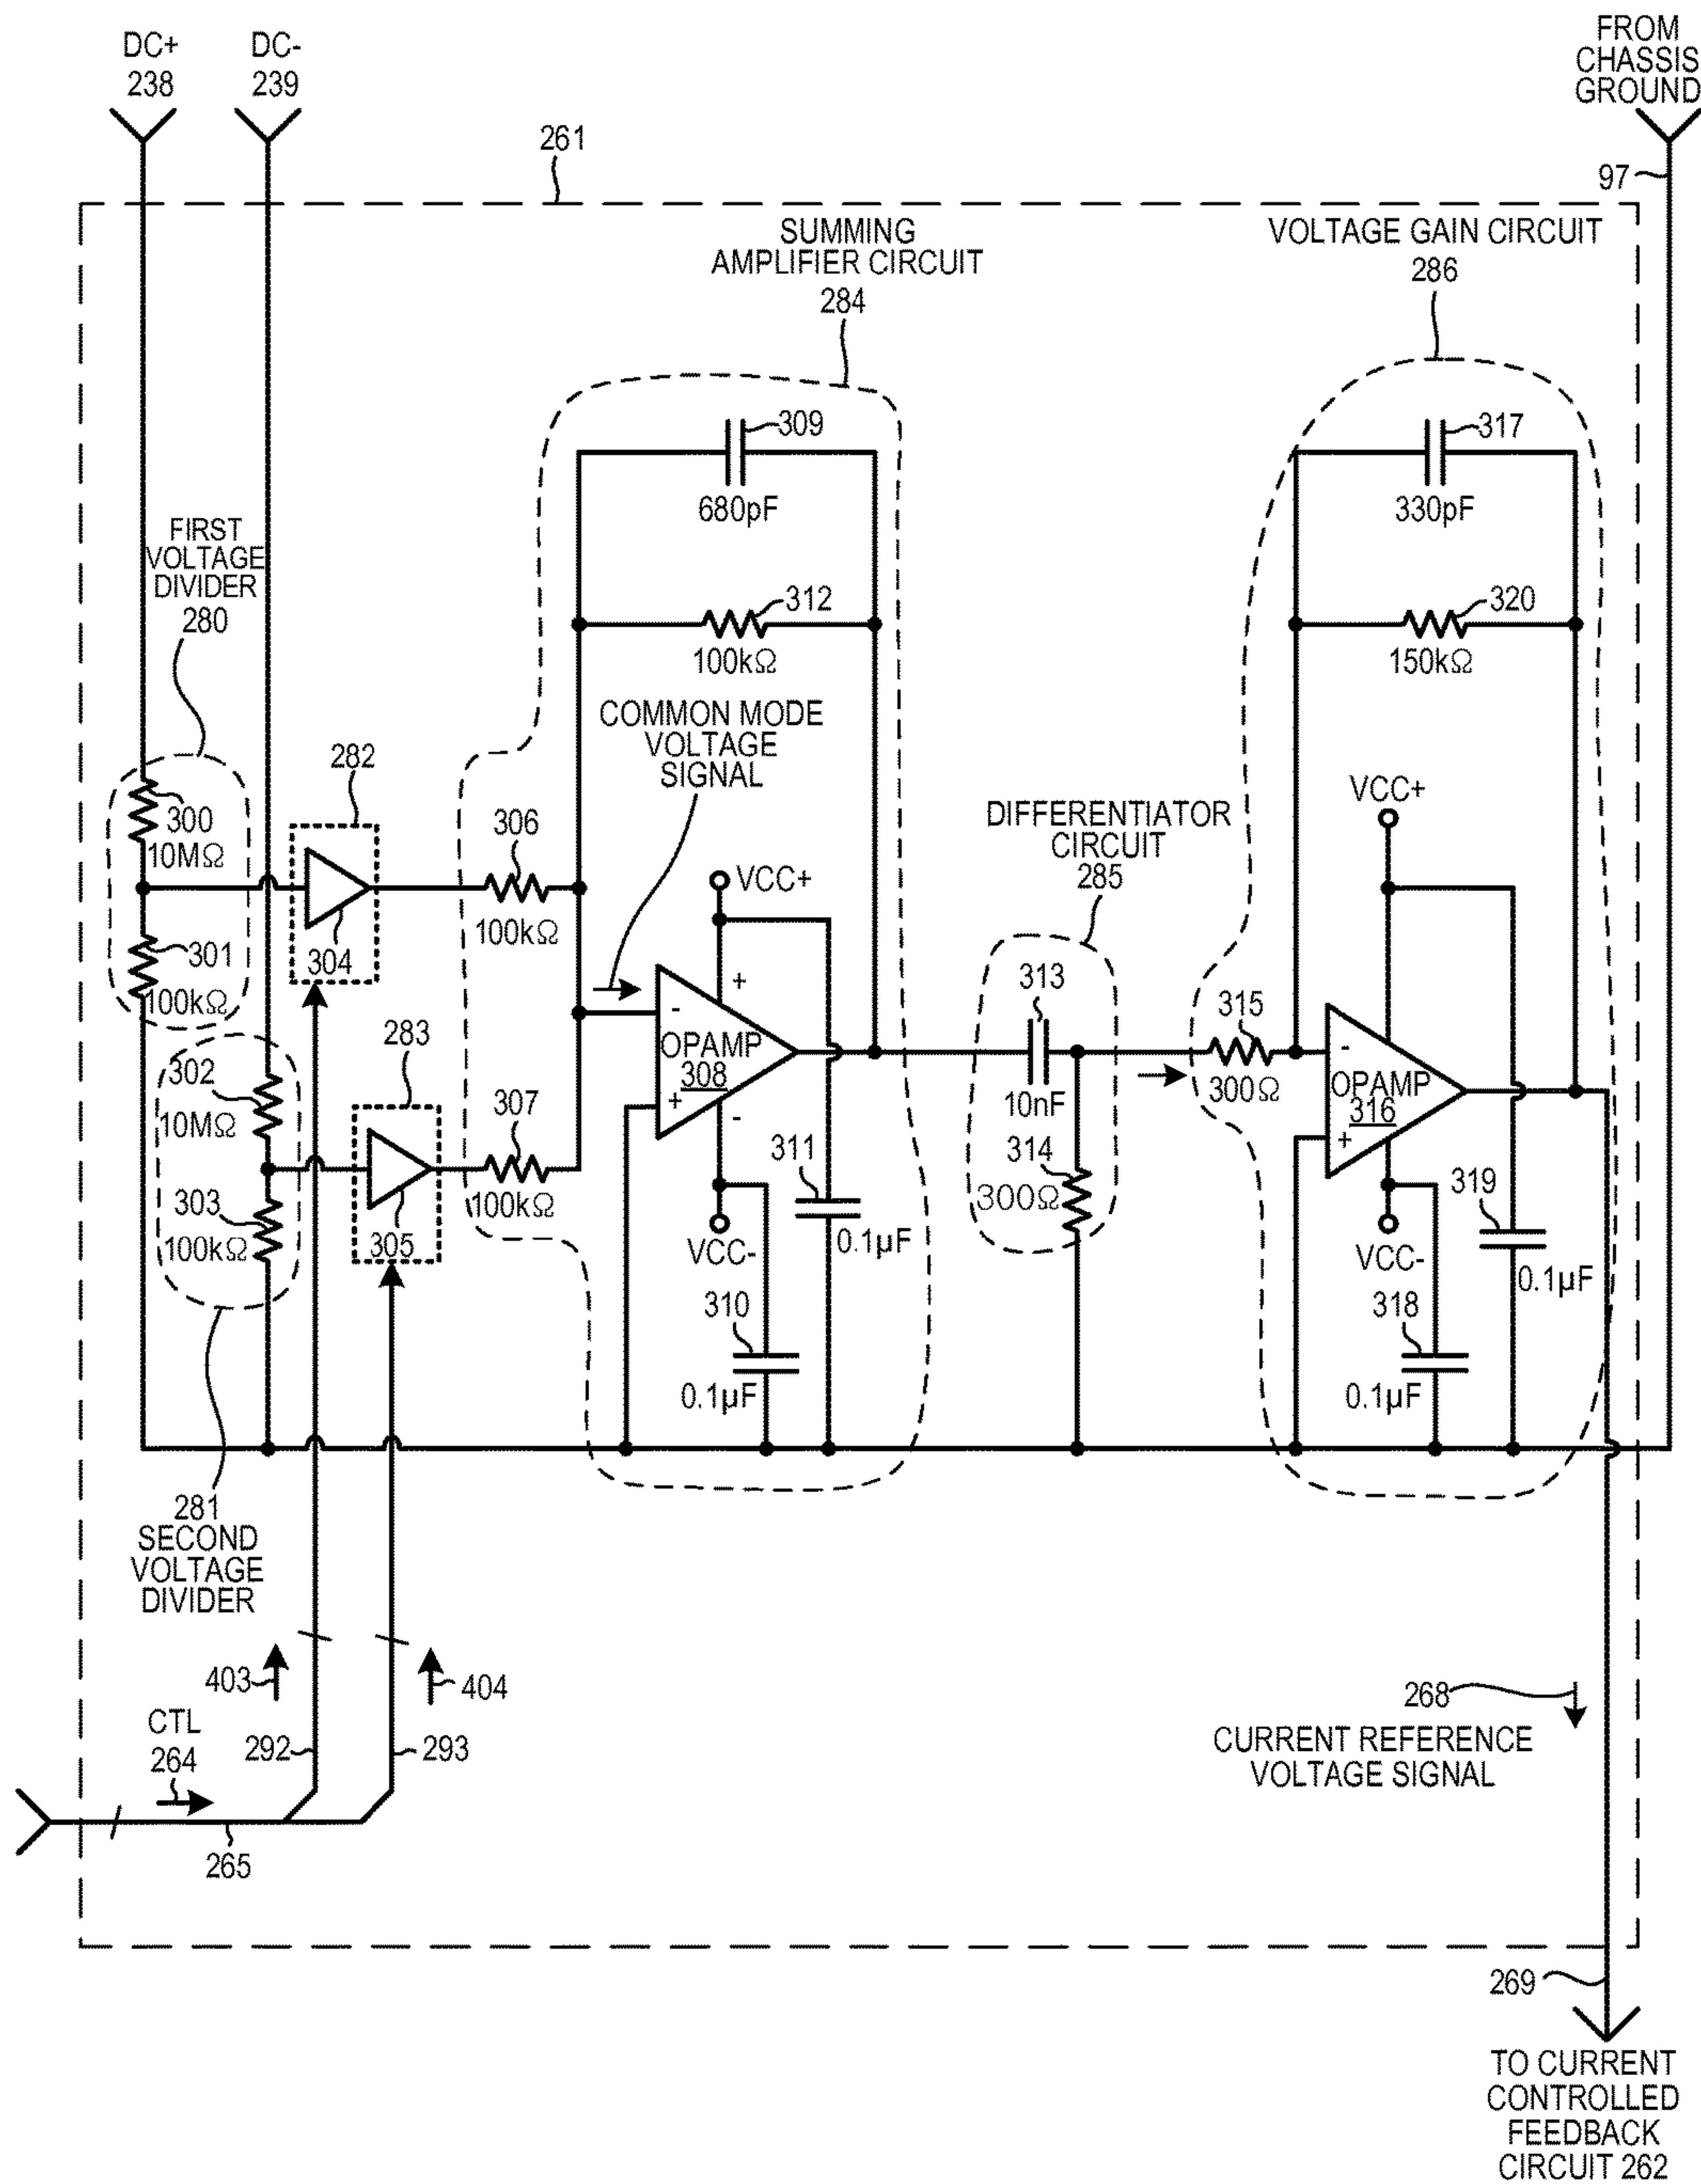 DC+
238
DC-
239
FROM
CHASSIS
GROUND
97
261
SUMMING
AMPLIFIER CIRCUIT
284
VOLTAGE GAIN CIRCUIT
286
309
680pF
317
330pF
FIRST
VOLTAGE
DIVIDER
280
312
100kΩ
320
150kΩ
COMMON MODE
VOLTAGE
SIGNAL
282
300
10MΩ
304
306
100kΩ
VCC+
DIFFERENTIATOR
CIRCUIT
285
VCC+
301
100kΩ
+
-
OPAMP
308
+
-
313
10nF
315
300Ω
-
OPAMP
316
+
302
10MΩ
283
305
307
100kΩ
311
0.1µF
314
300Ω
319
0.1µF
303
100kΩ
VCC-
310
0.1µF
VCC-
318
0.1µF
281
SECOND
VOLTAGE
DIVIDER
403
404
CTL
264
292
293
265
268
CURRENT REFERENCE
VOLTAGE SIGNAL
269
TO CURRENT
CONTROLLED
FEEDBACK
CIRCUIT 262